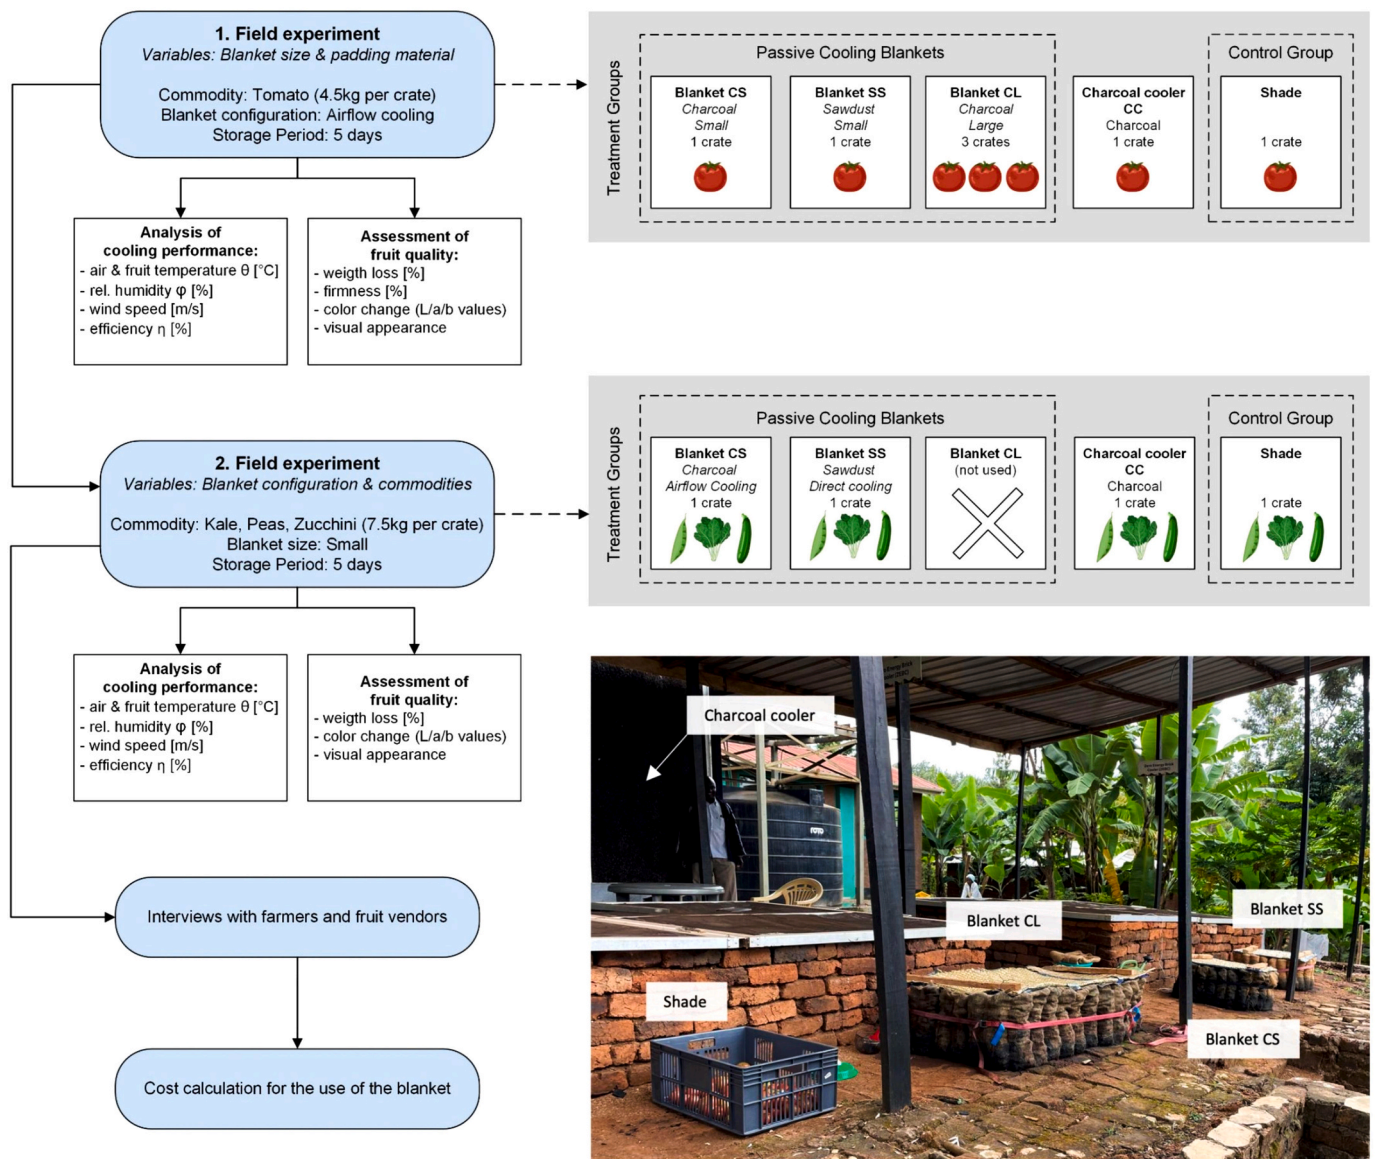 1. Field experiment
Variables: Blanket size & padding material
Commodity: Tomato (4.5kg per crate)
Blanket configuration: Airflow cooling
Storage Period: 5 days
Analysis of
cooling performance:
- air & fruit temperature θ [°C]
- rel. humidity φ [%]
- wind speed [m/s]
- efficiency η [%]
Assessment of
fruit quality:
- weigth loss [%]
- firmness [%]
- color change (L/a/b values)
- visual appearance
Treatment Groups
Passive Cooling Blankets
Blanket CS
Charcoal
Small
1 crate
Blanket SS
Sawdust
Small
1 crate
Blanket CL
Charcoal
Large
3 crates
Charcoal cooler
CC
Charcoal
1 crate
Control Group
Shade
1 crate
2. Field experiment
Variables: Blanket configuration & commodities
Commodity: Kale, Peas, Zucchini (7.5kg per crate)
Blanket size: Small
Storage Period: 5 days
Analysis of
cooling performance:
- air & fruit temperature θ [°C]
- rel. humidity φ [%]
- wind speed [m/s]
- efficiency η [%]
Assessment of
fruit quality:
- weigth loss [%]
- color change (L/a/b values)
- visual appearance
Treatment Groups
Passive Cooling Blankets
Blanket CS
Charcoal
Airflow Cooling
1 crate
Blanket SS
Sawdust
Direct cooling
1 crate
Blanket CL
(not used)
Charcoal cooler
CC
Charcoal
1 crate
Control Group
Shade
1 crate
Interviews with farmers and fruit vendors
Cost calculation for the use of the blanket
Charcoal cooler
ROTO
Blanket CL
Blanket SS
Shade
Blanket CS